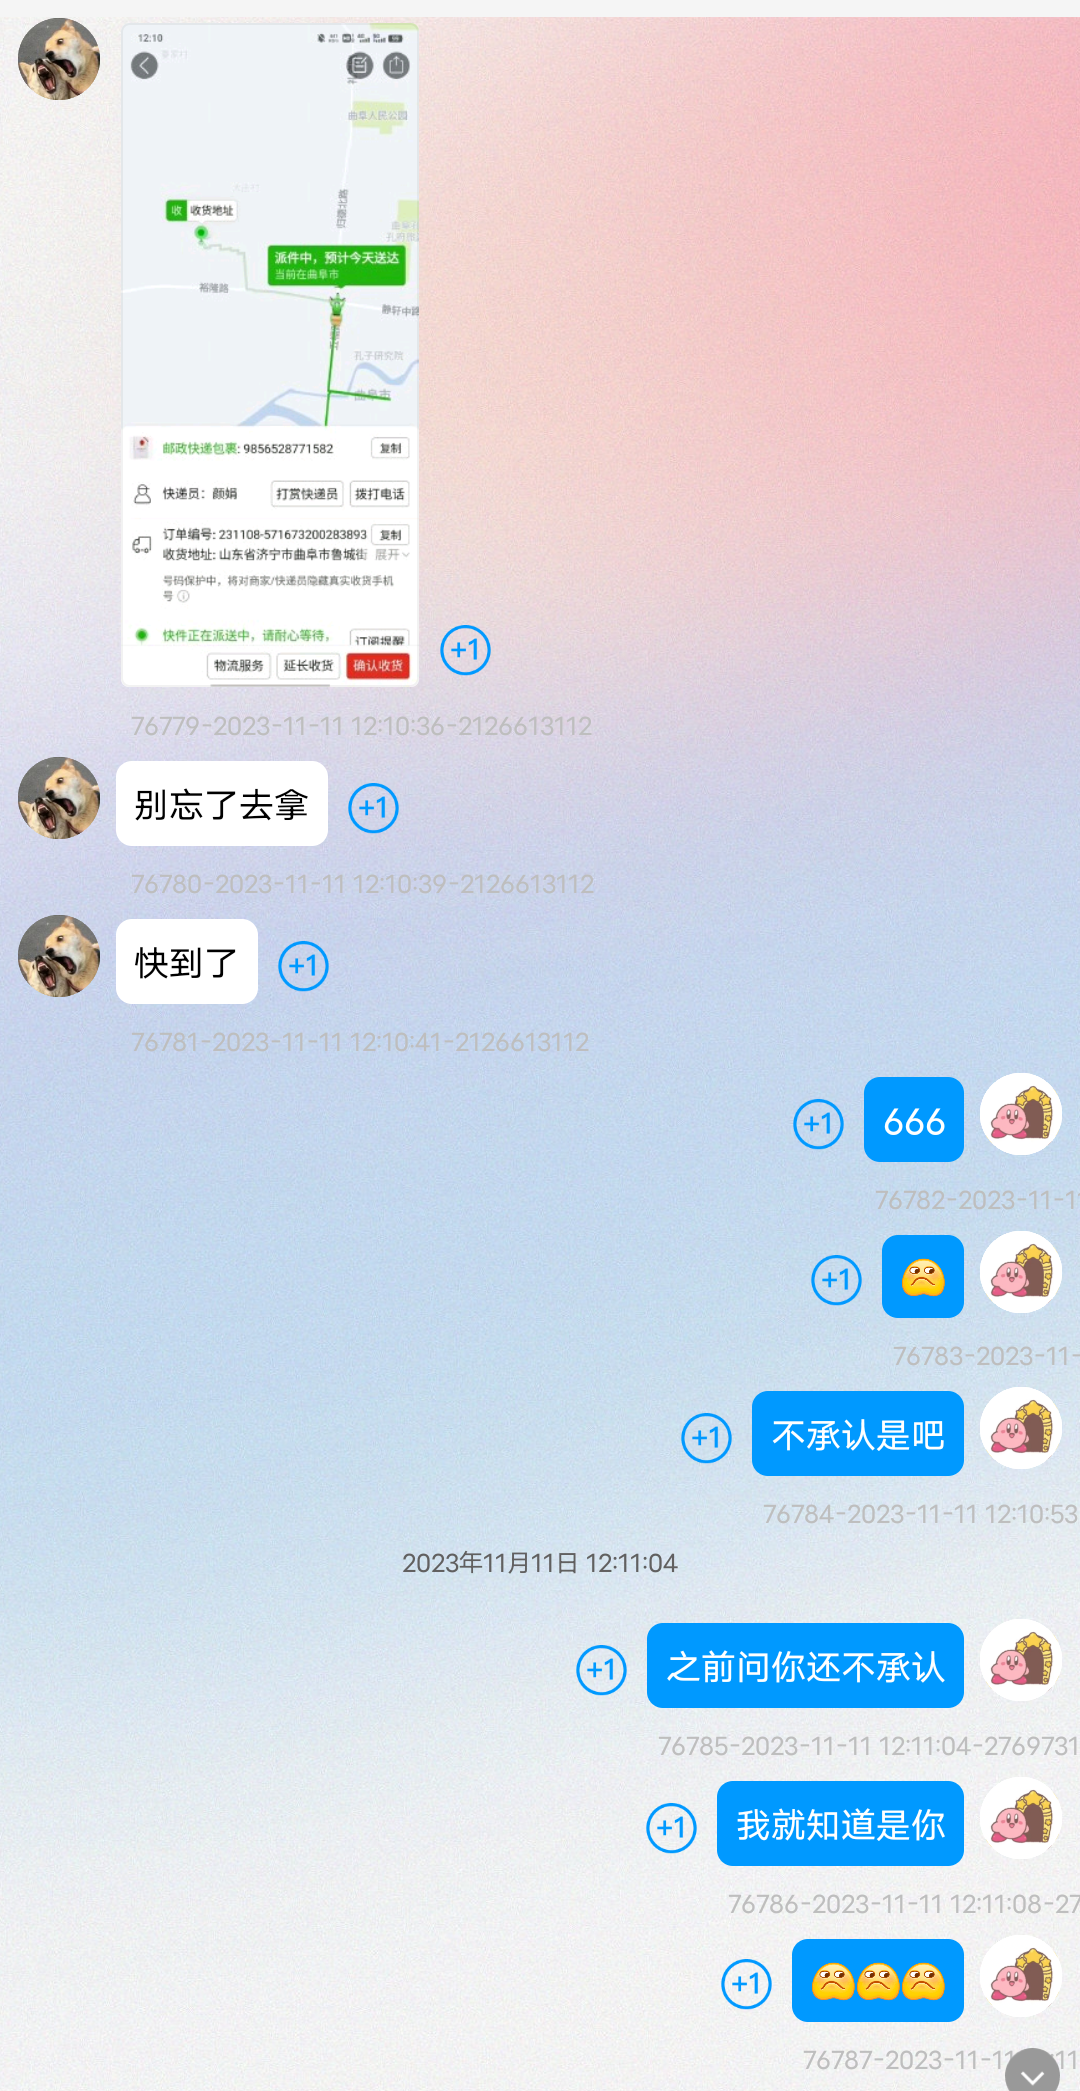 12:10
曲阜人民公园
收 收货地址
归德北路
派件中，预计今天送达
当前在曲阜市
裕隆路
静轩中路
孔子研究院
曲阜市
邮政快递包裹: 9856528771582
复制
快递员：颜娟
打赏快递员
拨打电话
订单编号: 231108-571673200283893
复制
收货地址: 山东省济宁市曲阜市鲁城街
展开
号码保护中，将对商家/快递员隐藏真实收货手机
号
快件正在派送中，请耐心等待，
订阅提醒
物流服务
延长收货
确认收货
+1
76779-2023-11-11 12:10:36-2126613112
别忘了去拿
+1
76780-2023-11-11 12:10:39-2126613112
快到了
+1
76781-2023-11-11 12:10:41-2126613112
+1
666
76782-2023-11-1
+1
76783-2023-11-
+1
不承认是吧
76784-2023-11-11 12:10:53
2023年11月11日 12:11:04
+1
之前问你还不承认
76785-2023-11-11 12:11:04-2769731
+1
我就知道是你
76786-2023-11-11 12:11:08-27
+1
76787-2023-11-11